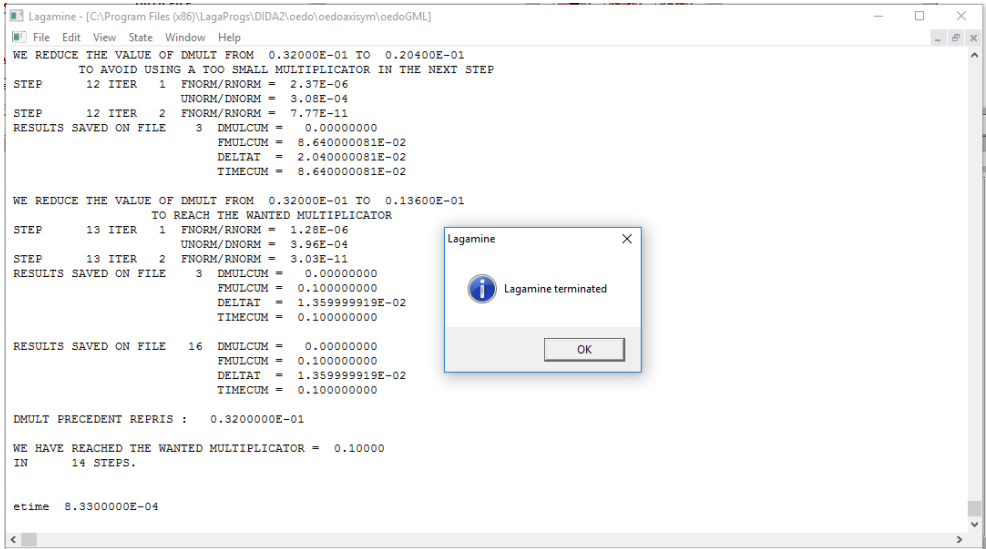 Lagamine - [C:\Program Files (x86)\LagaProgs\DIDA2\oedo\oedoaxisym\oedoGML]
File Edit View State Window Help
WE REDUCE THE VALUE OF DMULT FROM 0.32000E-01 TO 0.20400E-01
TO AVOID USING A TOO SMALL MULTIPLICATOR IN THE NEXT STEP
STEP 12 ITER 1 FNORM/RNORM = 2.37E-06
UNORM/DNORM = 3.08E-04
STEP 12 ITER 2 FNORM/RNORM = 7.77E-11
RESULTS SAVED ON FILE 3 DMULCUM = 0.00000000
FMULCUM = 8.640000081E-02
DELTAT = 2.040000081E-02
TIMECUM = 8.640000081E-02
WE REDUCE THE VALUE OF DMULT FROM 0.32000E-01 TO 0.13600E-01
TO REACH THE WANTED MULTIPLICATOR
STEP 13 ITER 1 FNORM/RNORM = 1.28E-06
UNORM/DNORM = 3.96E-04
STEP 13 ITER 2 FNORM/RNORM = 3.03E-11
RESULTS SAVED ON FILE 3 DMULCUM = 0.00000000
FMULCUM = 0.100000000
DELTAT = 1.359999919E-02
TIMECUM = 0.100000000
RESULTS SAVED ON FILE 16 DMULCUM = 0.00000000
FMULCUM = 0.100000000
DELTAT = 1.359999919E-02
TIMECUM = 0.100000000
DMULT PRECEDENT REPRIS : 0.3200000E-01
WE HAVE REACHED THE WANTED MULTIPLICATOR = 0.10000
IN 14 STEPS.
etime 8.3300000E-04
Lagamine
Lagamine terminated
OK